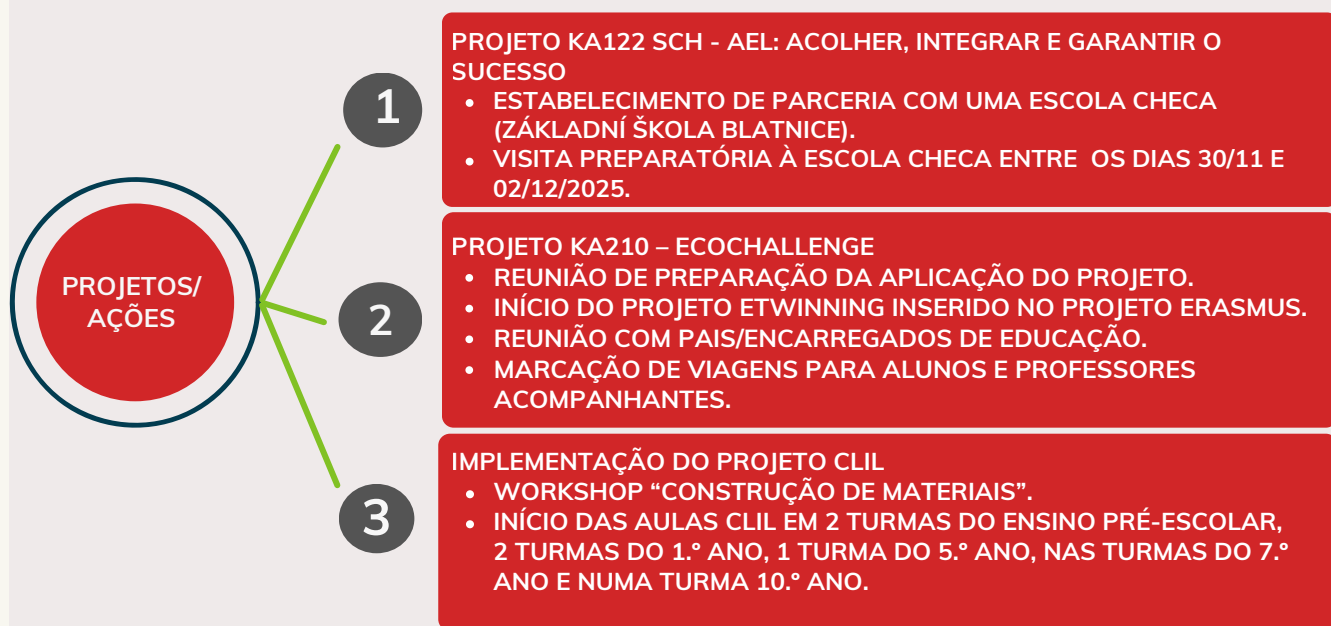 PROJETOS/
AÇÕES
1
PROJETO KA122 SCH - AEL: ACOLHER, INTEGRAR E GARANTIR O
SUCESSO
• ESTABELECIMENTO DE PARCERIA COM UMA ESCOLA CHECA
(ZÁKLADNÍ ŠKOLA BLATNICE).
• VISITA PREPARATÓRIA À ESCOLA CHECA ENTRE OS DIAS 30/11 E
02/12/2025.
2
PROJETO KA210 – ECOCHALLENGE
• REUNIÃO DE PREPARAÇÃO DA APLICAÇÃO DO PROJETO.
• INÍCIO DO PROJETO ETWINNING INSERIDO NO PROJETO ERASMUS.
• REUNIÃO COM PAIS/ENCARREGADOS DE EDUCAÇÃO.
• MARCAÇÃO DE VIAGENS PARA ALUNOS E PROFESSORES
ACOMPANHANTES.
3
IMPLEMENTAÇÃO DO PROJETO CLIL
• WORKSHOP “CONSTRUÇÃO DE MATERIAIS”.
• INÍCIO DAS AULAS CLIL EM 2 TURMAS DO ENSINO PRÉ-ESCOLAR,
2 TURMAS DO 1.º ANO, 1 TURMA DO 5.º ANO, NAS TURMAS DO 7.º
ANO E NUMA TURMA 10.º ANO.